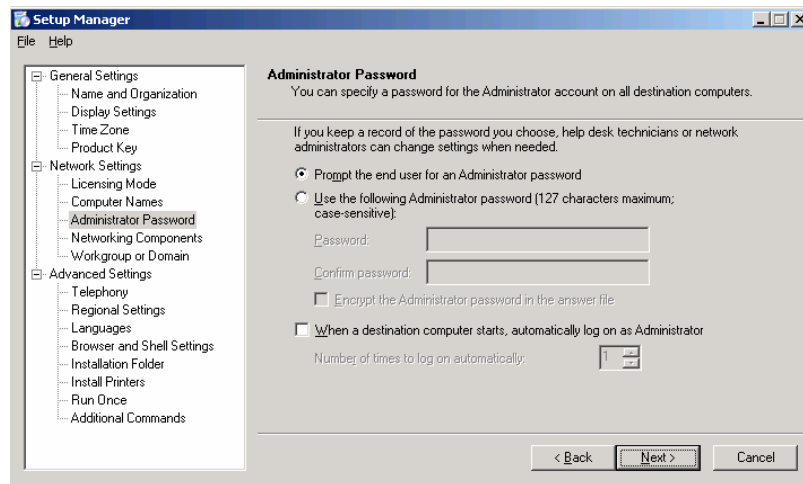 Setup Manager
File Help
General Settings
Name and Organization
Display Settings
Time Zone
Product Key
Network Settings
Licensing Mode
Computer Names
Administrator Password
Networking Components
Workgroup or Domain
Advanced Settings
Telephony
Regional Settings
Languages
Browser and Shell Settings
Installation Folder
Install Printers
Run Once
Additional Commands
Administrator Password
You can specify a password for the Administrator account on all destination computers.
If you keep a record of the password you choose, help desk technicians or network
administrators can change settings when needed.
Prompt the end user for an Administrator password
Use the following Administrator password (127 characters maximum;
case-sensitive):
Password:
Confirm password:
Encrypt the Administrator password in the answer file
When a destination computer starts, automatically log on as Administrator
Number of times to log on automatically: 1
< Back Next > Cancel